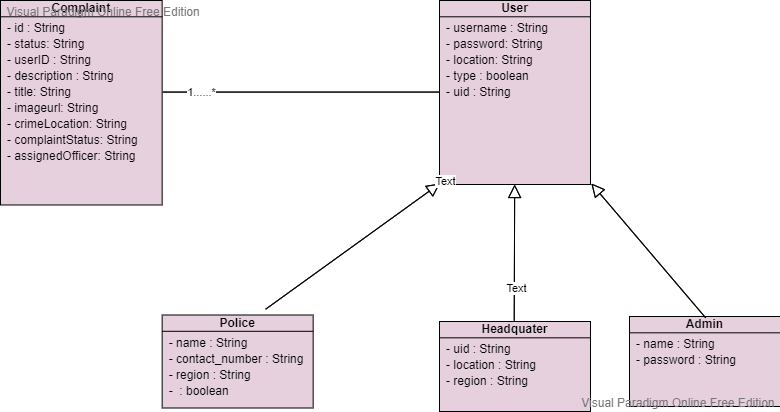 Complaint
Visual Paradigm Online Free Edition
- id : String
- status: String
- userID : String
- description : String
- title: String
- imageurl: String
- crimeLocation: String
- complaintStatus: String
- assignedOfficer: String
1......*
User
- username : String
- password: String
- location: String
- type : boolean
- uid : String
Text
Text
Police
- name : String
- contact_number : String
- region : String
- : boolean
Headquater
- uid : String
- location : String
- region : String
Admin
- name : String
- password : String
Visual Paradigm Online Free Edition